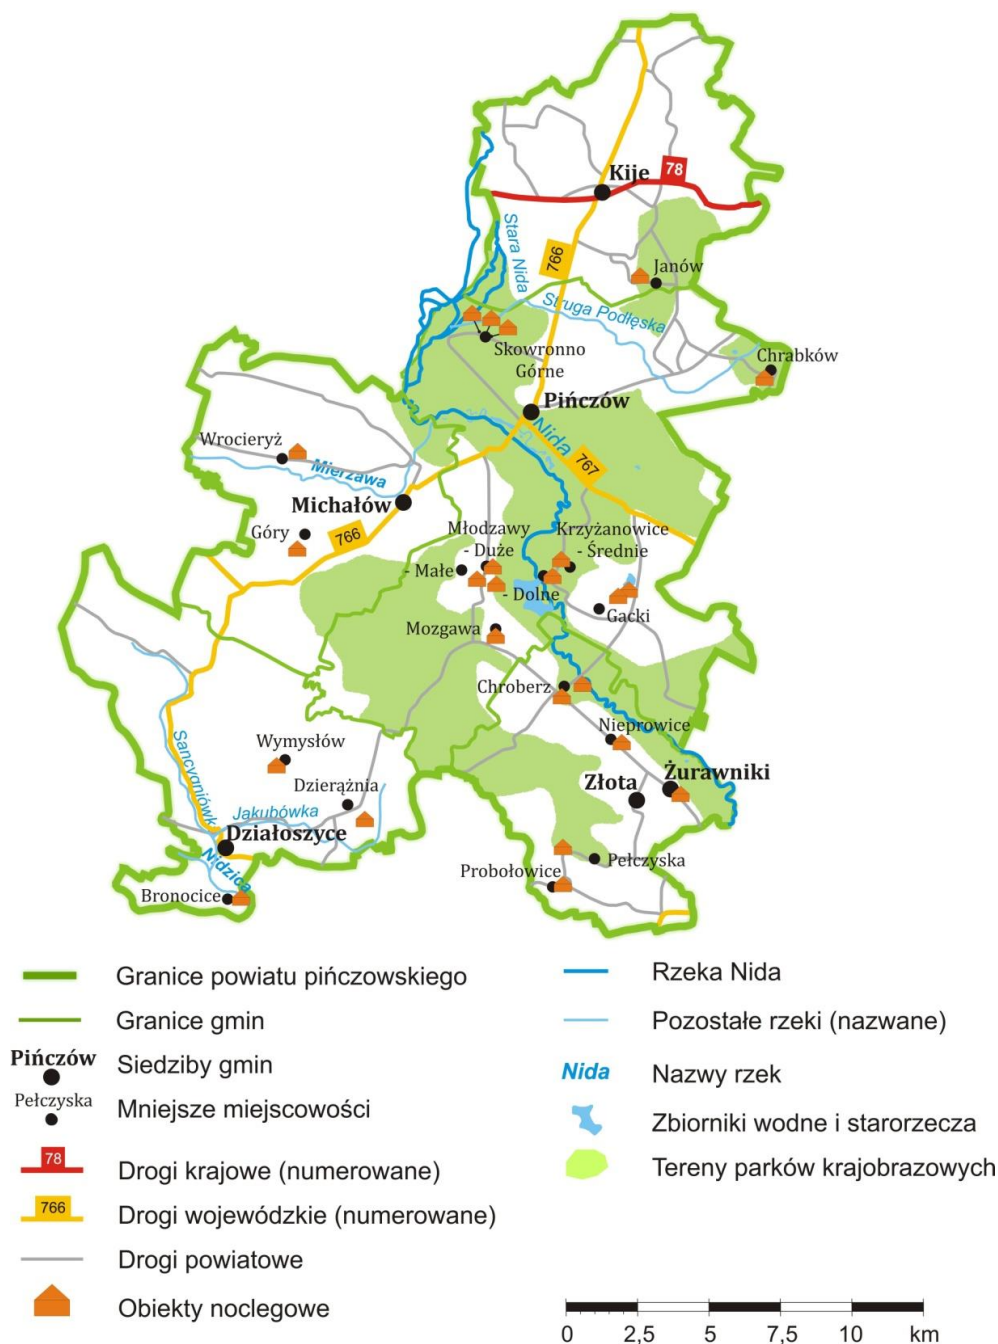 Kije
78
Stara Nida
766
Janów
Struga Podłęska
Skowronno
Górne
Chrabków
Pińczów
Nida
767
Wrocieryż
Mierzawa
Michałów
766
Góry
Młodzawy
- Duże
- Małe
Krzyżanowice
- Średnie
- Dolne
Gacki
Mozgawa
Chroberz
Nieprowice
Wymysłów
Sancygniówk
Dzierążnia
Złota
Żurawniki
Jakubówka
Działoszyce
Nidzica
Pełczyska
Probołowice
Bronocice
Granice powiatu pińczowskiego
Granice gmin
Pińczów
Siedziby gmin
Pełczyska
Mniejsze miejscowości
78
Drogi krajowe (numerowane)
766
Drogi wojewódzkie (numerowane)
Drogi powiatowe
Obiekty noclegowe
Rzeka Nida
Pozostałe rzeki (nazwane)
Nida
Nazwy rzek
Zbiorniki wodne i starorzecza
Tereny parków krajobrazowych
0 2,5 5 7,5 10 km